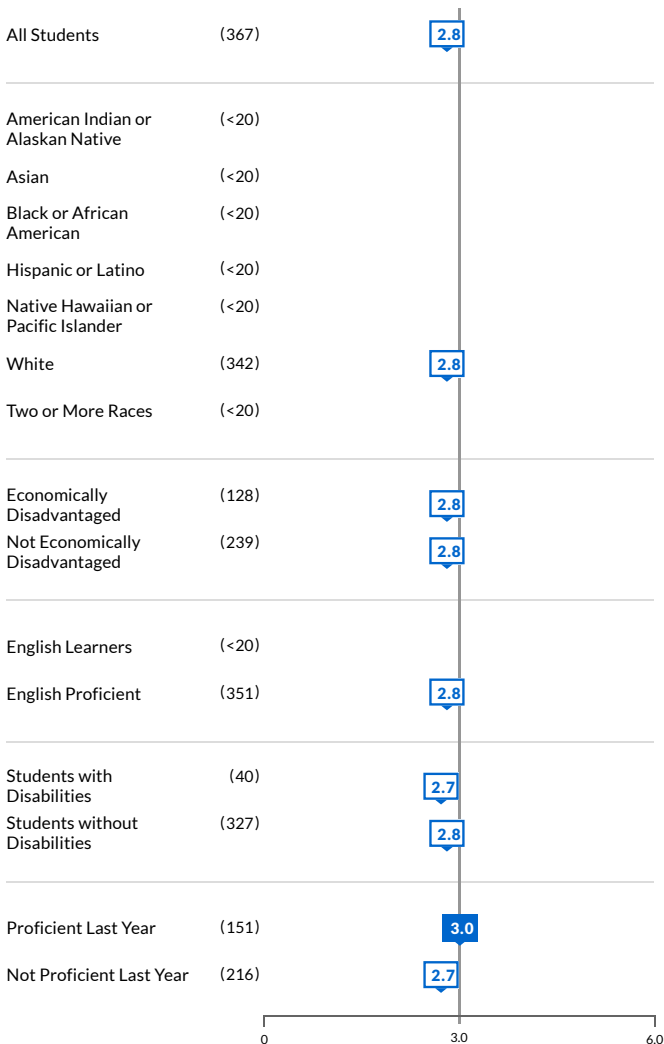 All Students (367) 2.8
American Indian or (<20)
Alaskan Native
Asian (<20)
Black or African (<20)
American
Hispanic or Latino (<20)
Native Hawaiian or (<20)
Pacific Islander
White (342) 2.8
Two or More Races (<20)
Economically (128) 2.8
Disadvantaged
Not Economically (239) 2.8
Disadvantaged
English Learners (<20)
English Proficient (351) 2.8
Students with (40) 2.7
Disabilities
Students without (327) 2.8
Disabilities
Proficient Last Year (151) 3.0
Not Proficient Last Year (216) 2.7
0 3.0 6.0